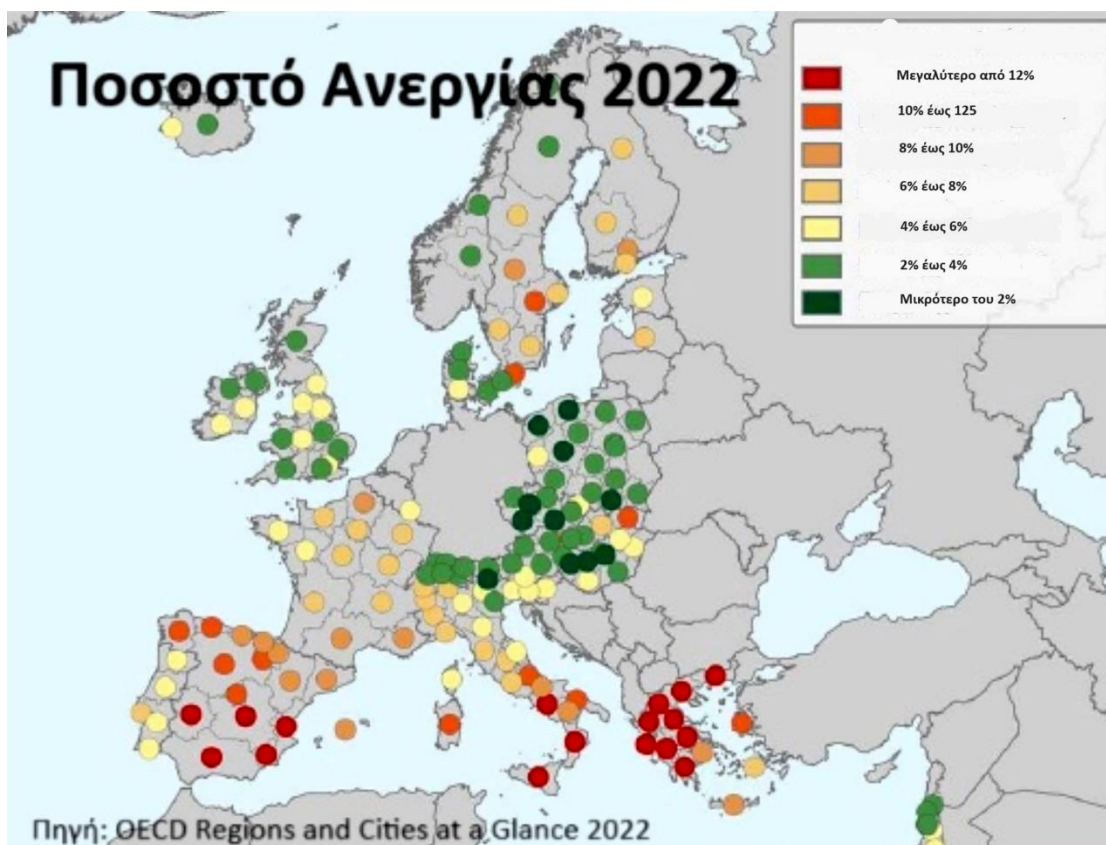 Ποσοστό Ανεργίας 2022
Μεγαλύτερο από 12%
10% έως 125
8% έως 10%
6% έως 8%
4% έως 6%
2% έως 4%
Μικρότερο του 2%
Πηγή: OECD Regions and Cities at a Glance 2022